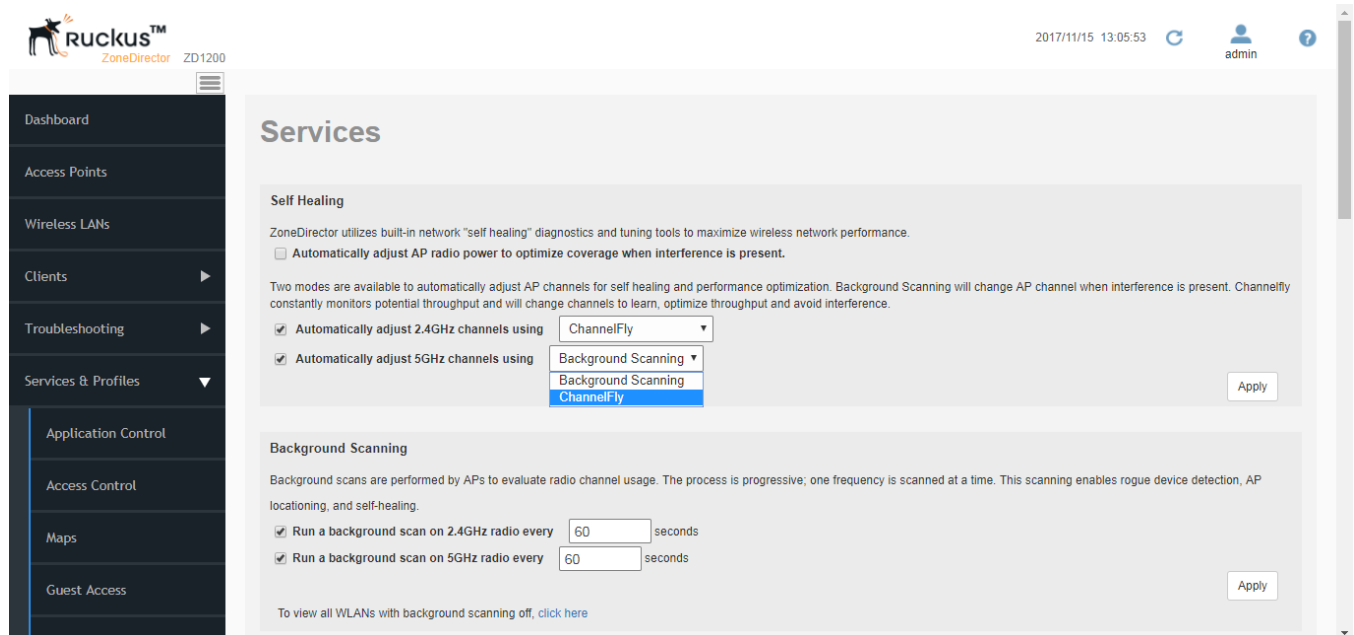 Ruckus™
ZoneDirector ZD1200
2017/11/15 13:05:53
admin
Dashboard
Access Points
Wireless LANs
Clients
Troubleshooting
Services & Profiles
Application Control
Access Control
Maps
Guest Access
Services
Self Healing
ZoneDirector utilizes built-in network "self healing" diagnostics and tuning tools to maximize wireless network performance.
Automatically adjust AP radio power to optimize coverage when interference is present.
Two modes are available to automatically adjust AP channels for self healing and performance optimization. Background Scanning will change AP channel when interference is present. Channelfly
constantly monitors potential throughput and will change channels to learn, optimize throughput and avoid interference.
Automatically adjust 2.4GHz channels using ChannelFly
Automatically adjust 5GHz channels using Background Scanning
Background Scanning
ChannelFly
Apply
Background Scanning
Background scans are performed by APs to evaluate radio channel usage. The process is progressive; one frequency is scanned at a time. This scanning enables rogue device detection, AP
locationing, and self-healing.
Run a background scan on 2.4GHz radio every 60 seconds
Run a background scan on 5GHz radio every 60 seconds
Apply
To view all WLANs with background scanning off, click here